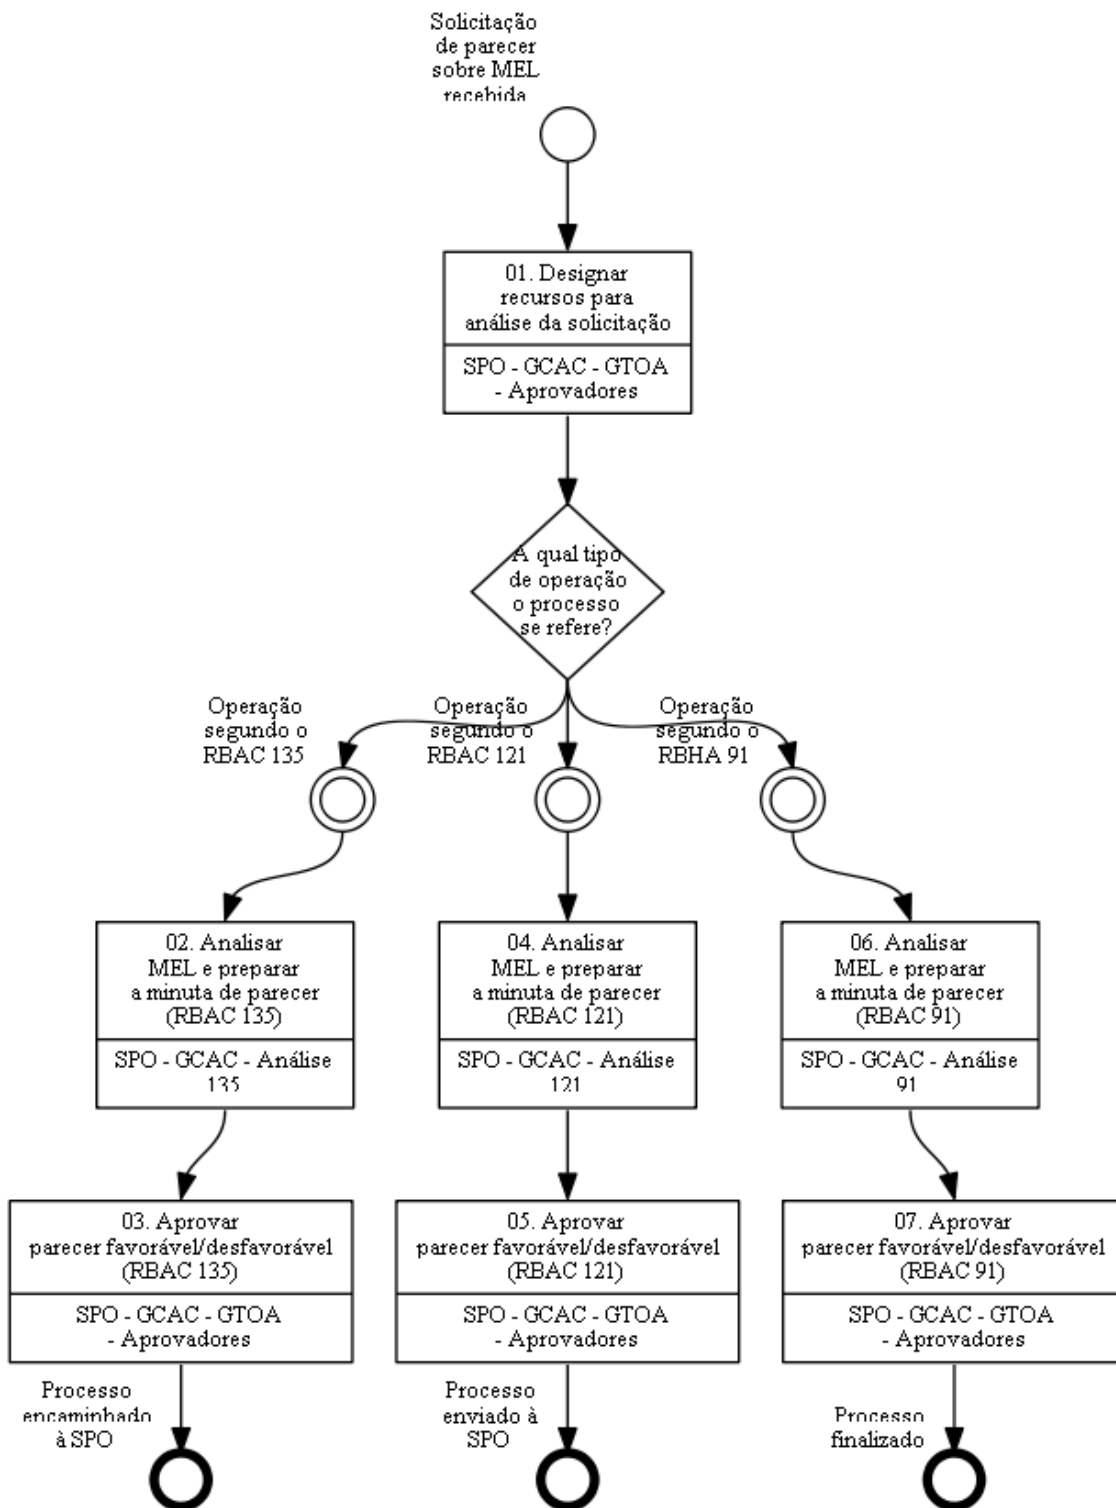 Solicitação
de parecer
sobre MEL
recebida
01. Designar
recursos para
análise da solicitação
SPO - GCAC - GTOA
- Aprovadores
A qual tipo
de operação
o processo
se refere?
Operação
segundo o
RBAC 135
Operação
segundo o
RBAC 121
Operação
segundo o
RBHA 91
02. Analisar
MEL e preparar
a minuta de parecer
(RBAC 135)
SPO - GCAC - Análise
135
04. Analisar
MEL e preparar
a minuta de parecer
(RBAC 121)
SPO - GCAC - Análise
121
06. Analisar
MEL e preparar
a minuta de parecer
(RBAC 91)
SPO - GCAC - Análise
91
03. Aprovar
parecer favorável/desfavorável
(RBAC 135)
SPO - GCAC - GTOA
- Aprovadores
05. Aprovar
parecer favorável/desfavorável
(RBAC 121)
SPO - GCAC - GTOA
- Aprovadores
07. Aprovar
parecer favorável/desfavorável
(RBAC 91)
SPO - GCAC - GTOA
- Aprovadores
Processo
encaminhado
à SPO
Processo
enviado à
SPO
Processo
finalizado